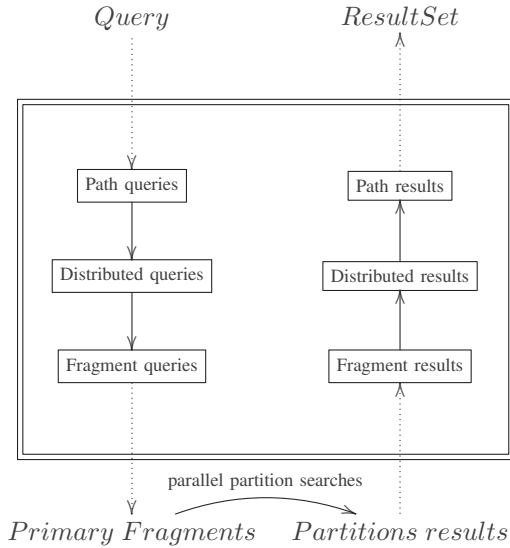 Query ResultSet
Path queries Path results
Distributed queries Distributed results
Fragment queries Fragment results
parallel partition searches
Primary Fragments Partitions results